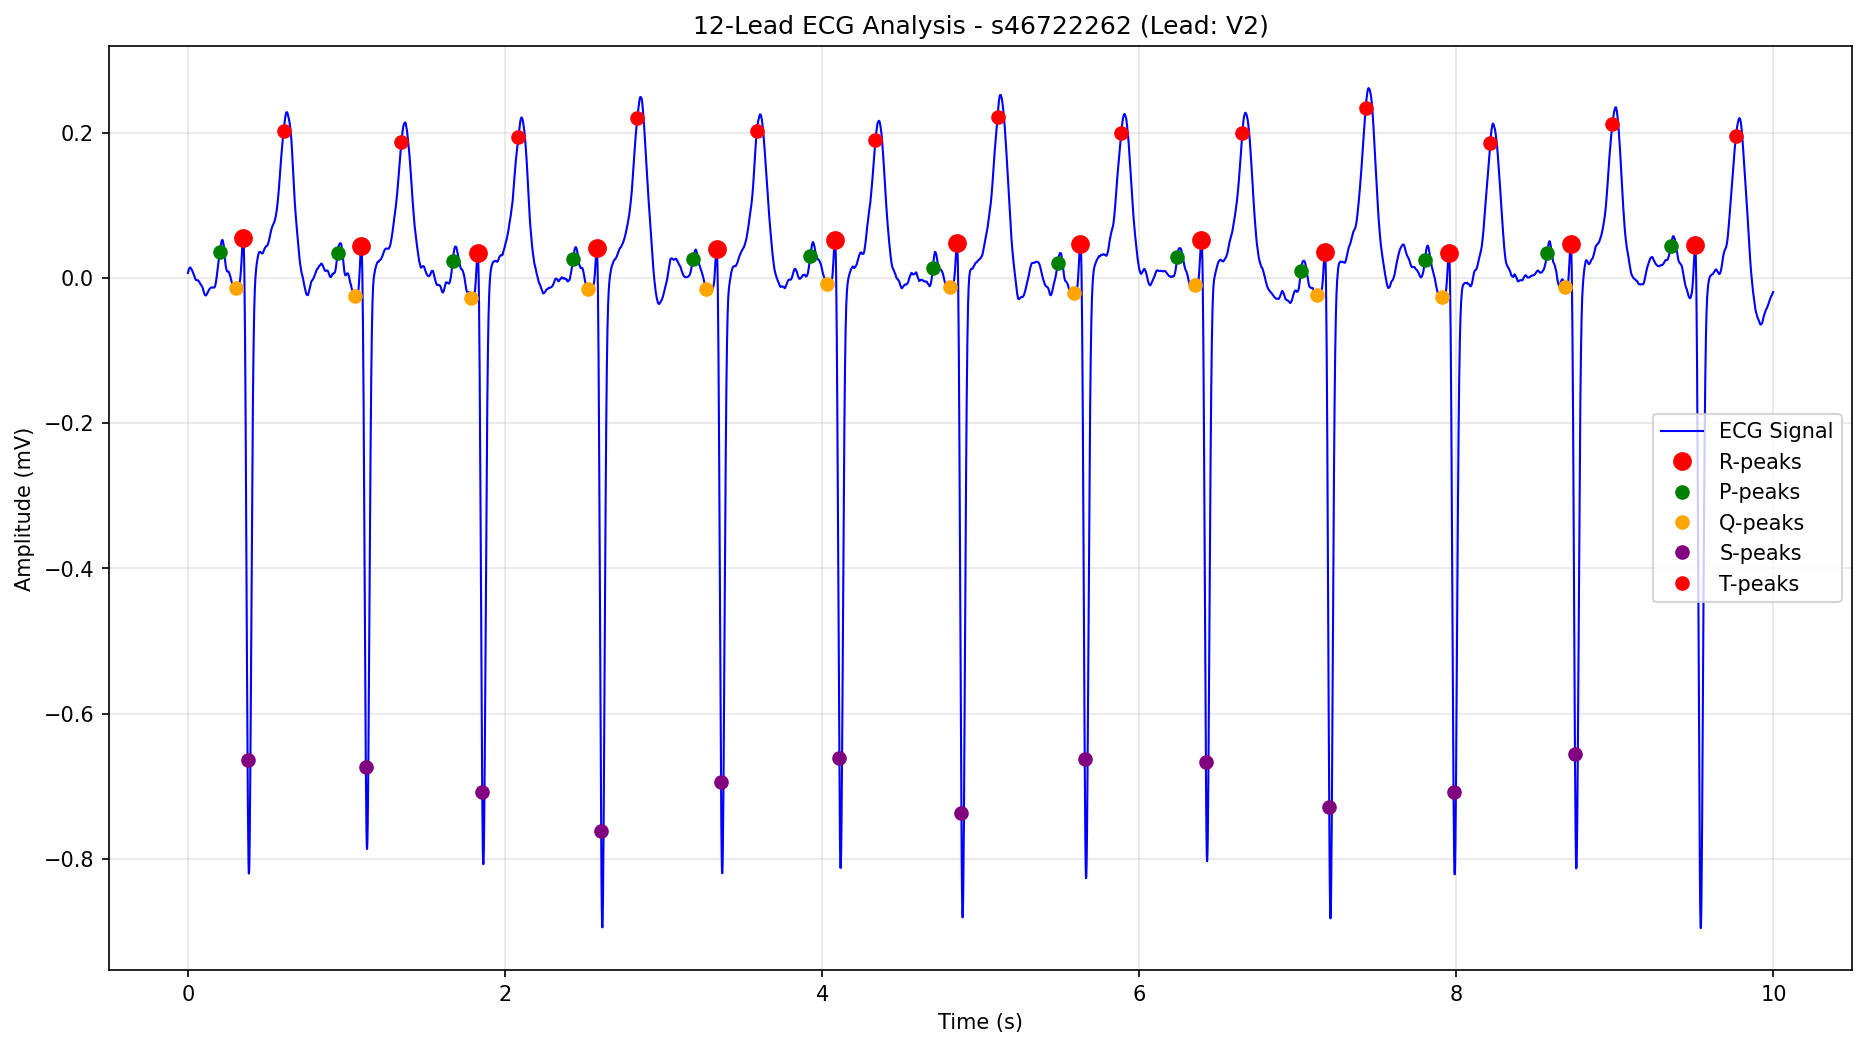 12-Lead ECG Analysis - s46722262 (Lead: V2)
0.2
0.0
−0.2
−0.4
−0.6
−0.8
Amplitude (mV)
ECG Signal
R-peaks
P-peaks
Q-peaks
S-peaks
T-peaks
0 2 4 6 8 10
Time (s)